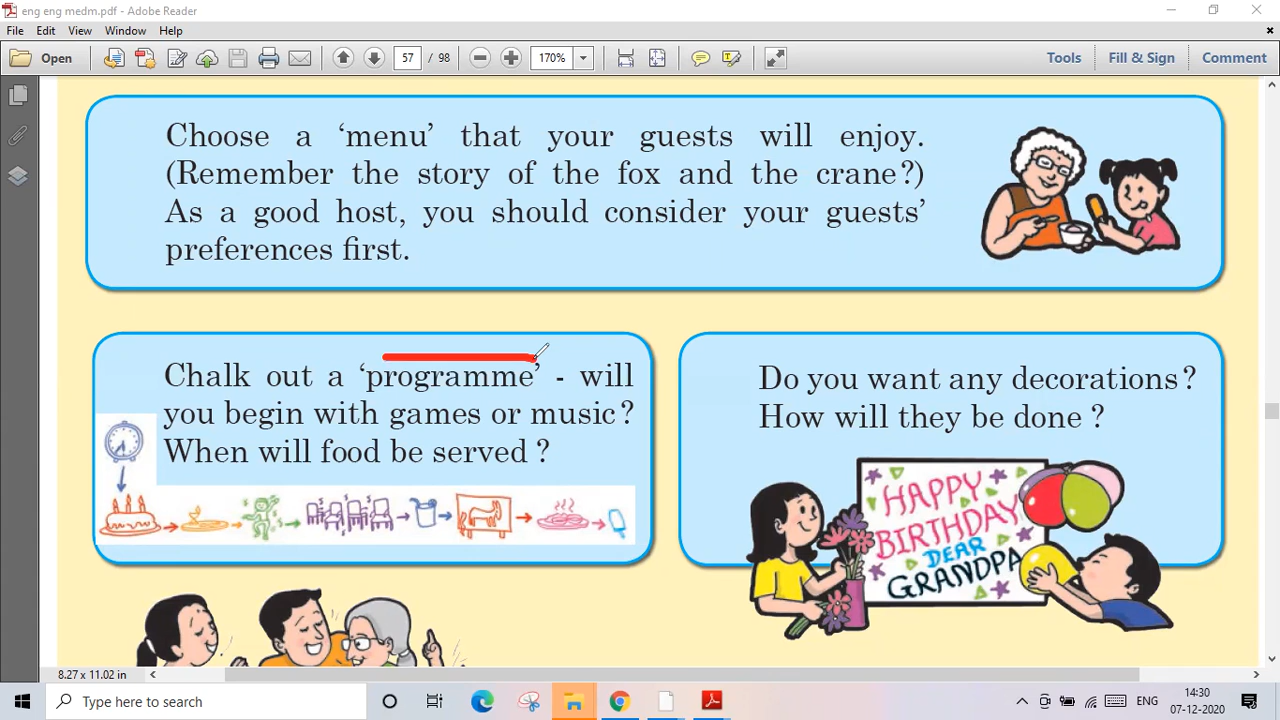 eng eng medm.pdf - Adobe Reader
File Edit View Window Help
Open 57 / 98 170% Tools Fill & Sign Comment
Choose a ‘menu’ that your guests will enjoy.
(Remember the story of the fox and the crane?)
As a good host, you should consider your guests’
preferences first.
Chalk out a ‘programme’ - will
you begin with games or music?
When will food be served ?
Do you want any decorations?
How will they be done ?
HAPPY
BIRTHDAY
DEAR
GRANDPA
8.27 x 11.02 in
Type here to search
ENG
14:30
07-12-2020